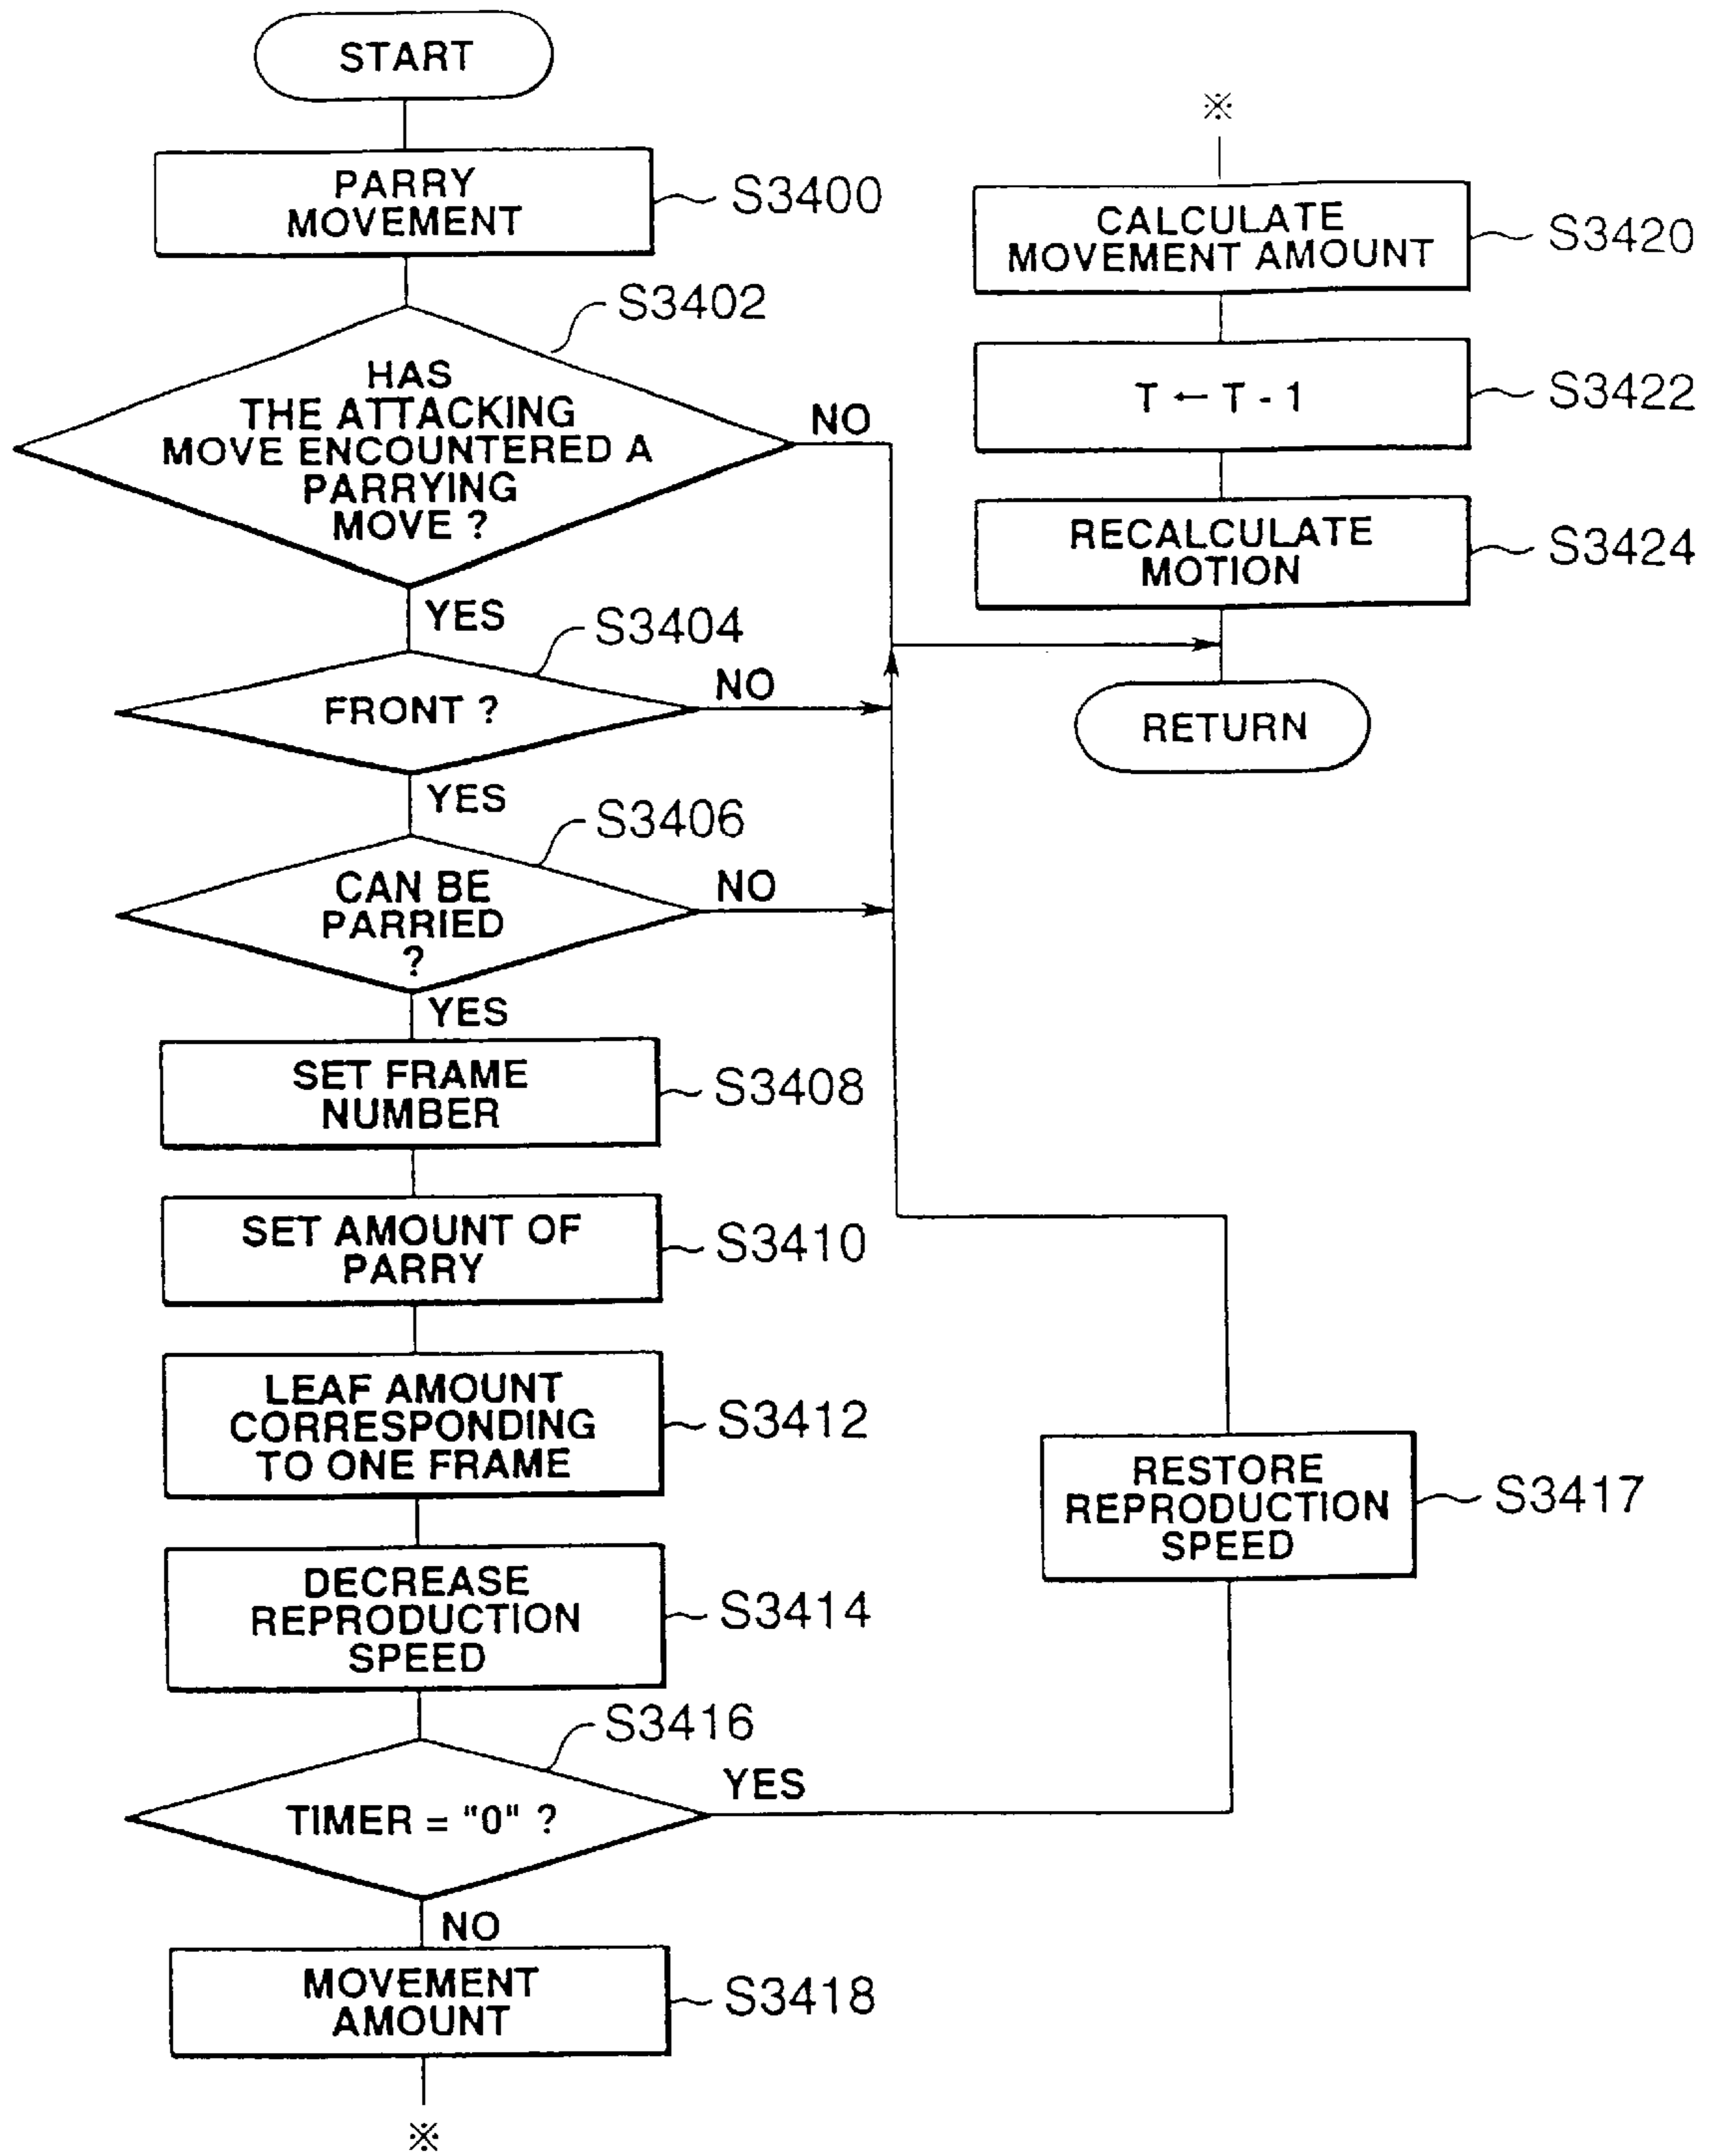 START
PARRY
MOVEMENT
S3400
S3402
HAS
THE ATTACKING
MOVE ENCOUNTERED A
PARRYING
MOVE ?
NO
YES
S3404
FRONT ?
NO
YES
S3406
CAN BE
PARRIED
?
NO
YES
SET FRAME
NUMBER
S3408
SET AMOUNT OF
PARRY
S3410
LEAF AMOUNT
CORRESPONDING
TO ONE FRAME
S3412
DECREASE
REPRODUCTION
SPEED
S3414
S3416
TIMER = "0" ?
YES
NO
MOVEMENT
AMOUNT
S3418
※
※
CALCULATE
MOVEMENT AMOUNT
S3420
T ← T - 1
S3422
RECALCULATE
MOTION
S3424
RETURN
RESTORE
REPRODUCTION
SPEED
S3417